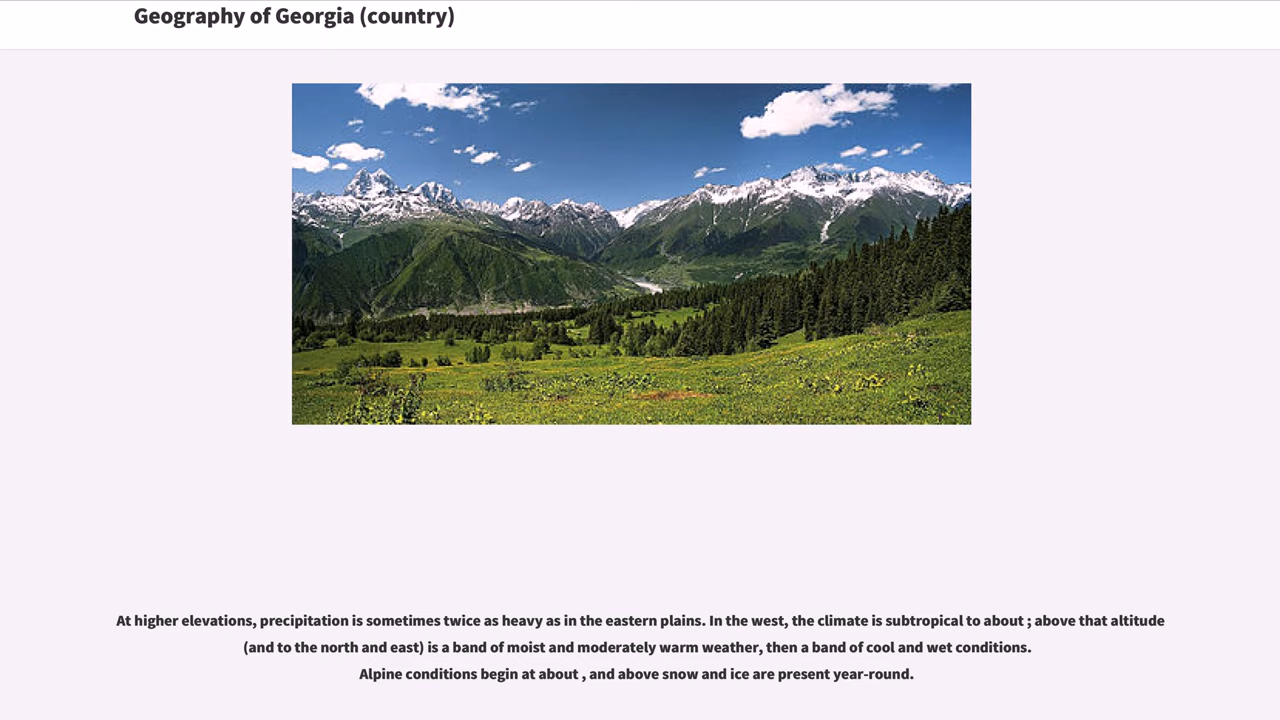 Geography of Georgia (country)
At higher elevations, precipitation is sometimes twice as heavy as in the eastern plains. In the west, the climate is subtropical to about ; above that altitude
(and to the north and east) is a band of moist and moderately warm weather, then a band of cool and wet conditions.
Alpine conditions begin at about , and above snow and ice are present year-round.